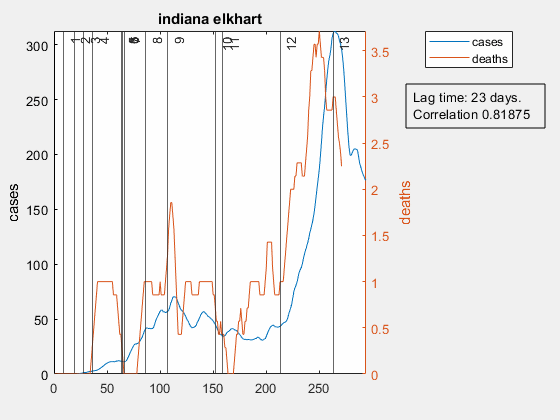 indiana elkhart
1 2 3 4 8 9 10 11 12 13
300
250
200
150
100
50
0
cases
3.5
3
2.5
2
1.5
1
0.5
0
deaths
0 50 100 150 200 250
cases
deaths
Lag time: 23 days.
Correlation 0.81875